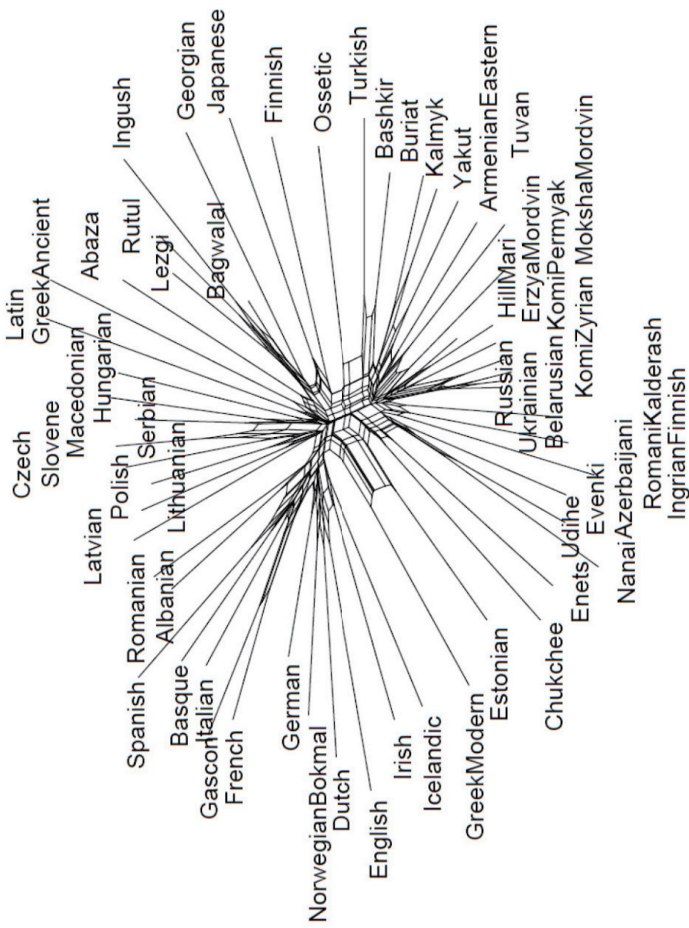 Ingush
Georgian
Japanese
Finnish
Ossetic
Turkish
Bashkir
Buriat
Kalmyk
Yakut
ArmenianEastern
Tuvan
HillMari
ErzyaMordvin
KomiPermyak
MokshaMordvin
KomiZyrian
Russian
Ukrainian
Belarusian
RomaniKalderash
IngrianFinnish
Azerbaijani
Nanai
Evenki
Udihe
Enets
Chukchee
Estonian
GreekModern
Icelandic
Irish
English
Dutch
NorwegianBokmal
German
French
Gascon
Italian
Basque
Spanish
Albanian
Romanian
Latvian
Lithuanian
Polish
Serbian
Czech
Slovene
Macedonian
Hungarian
Latin
GreekAncient
Abaza
Rutul
Lezgi
Bagwalal